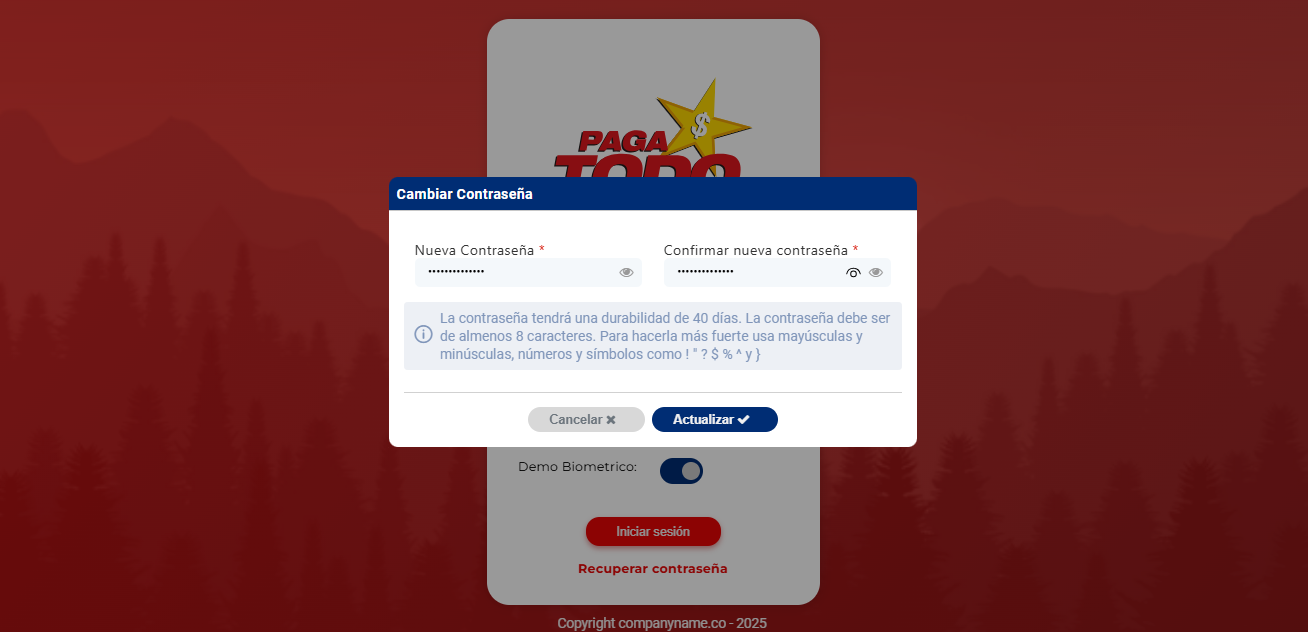 $
PAGA
TODO
Cambiar Contraseña
Nueva Contraseña *
Confirmar nueva contraseña *
••••••••••••••
••••••••••••••
La contraseña tendrá una durabilidad de 40 días. La contraseña debe ser
de almenos 8 caracteres. Para hacerla más fuerte usa mayúsculas y
minúsculas, números y símbolos como ! " ? $ % ^ y }
Cancelar ✖
Actualizar ✔
Demo Biometrico:
Iniciar sesión
Recuperar contraseña
Copyright companyname.co - 2025